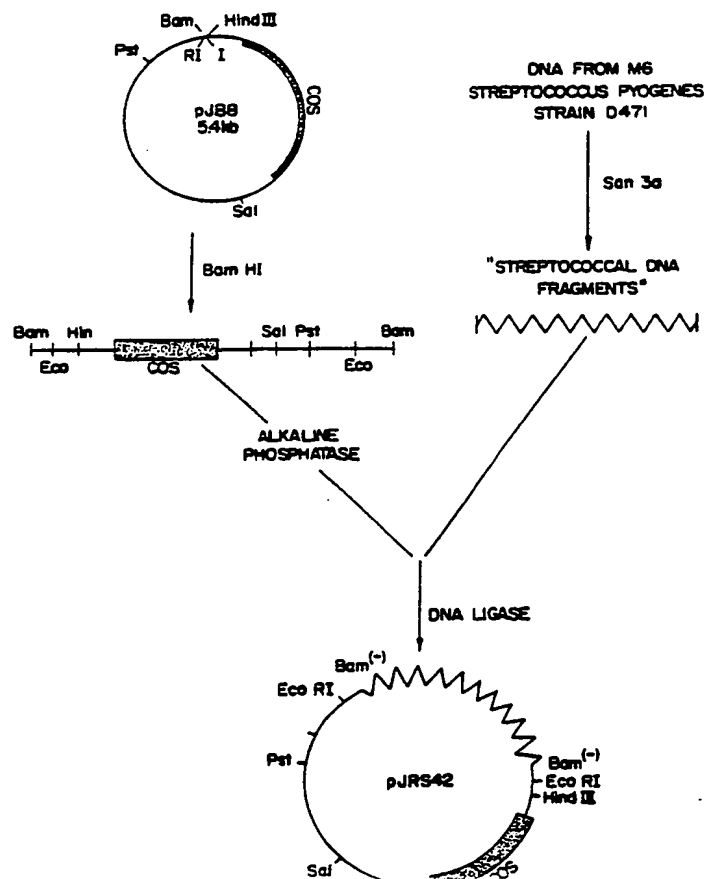 Bam
Hind III
Pst
RI I
pJB8
5.4kb
COS
Sal
Bam HI
DNA FROM M6
STREPTOCOCCUS PYOGENES
STRAIN D471
San 3a
"STREPTOCOCCAL DNA
FRAGMENTS"
Bam Hin Sal Pst Bam
Eco COS Eco
ALKALINE
PHOSPHATASE
DNA LIGASE
Bam(-)
Eco RI
Pst
pJRS42
Bam(-)
Eco RI
Hind III
Sal
COS